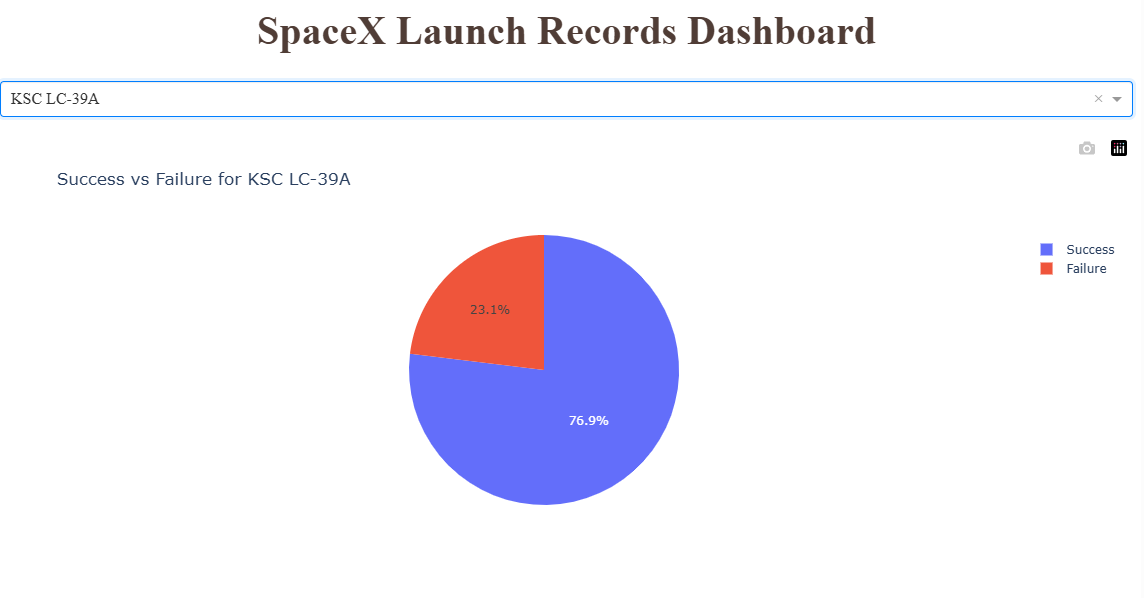 SpaceX Launch Records Dashboard
KSC LC-39A
Success vs Failure for KSC LC-39A
Success
Failure
23.1%
76.9%